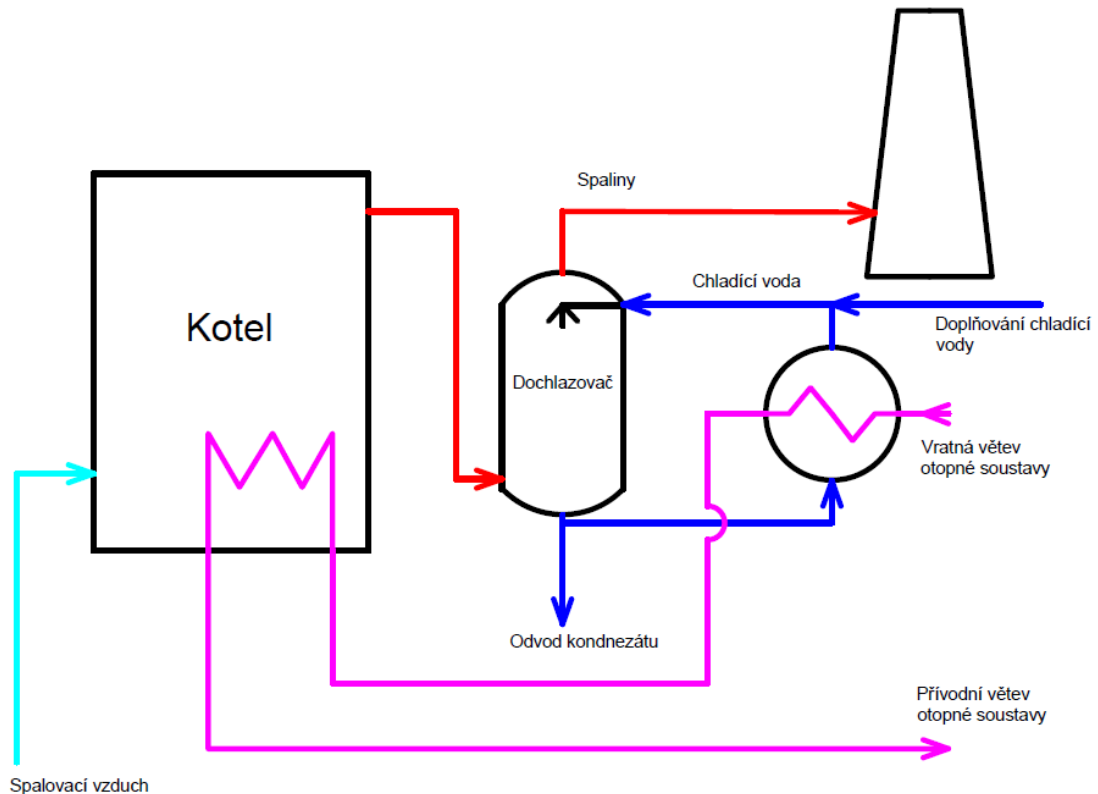 Spaliny
Kotel
Chladící voda
Doplňování chladící
vody
Dochlazovač
Vratná větev
otopné soustavy
Odvod kondnezátu
Přívodní větev
otopné soustavy
Spalovací vzduch